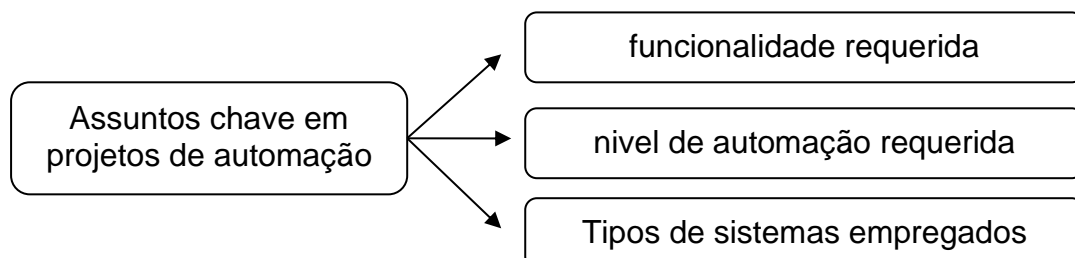 Assuntos chave em
projetos de automação
funcionalidade requerida
nivel de automação requerida
Tipos de sistemas empregados